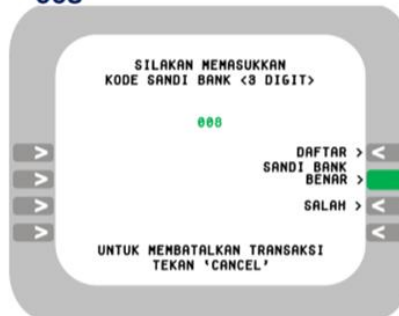 SILAKAN MEMASUKKAN
KODE SANDI BANK <3 DIGIT>
008
DAFTAR >
SANDI BANK
BENAR >
SALAH >
UNTUK MEMBATALKAN TRANSAKSI
TEKAN 'CANCEL'